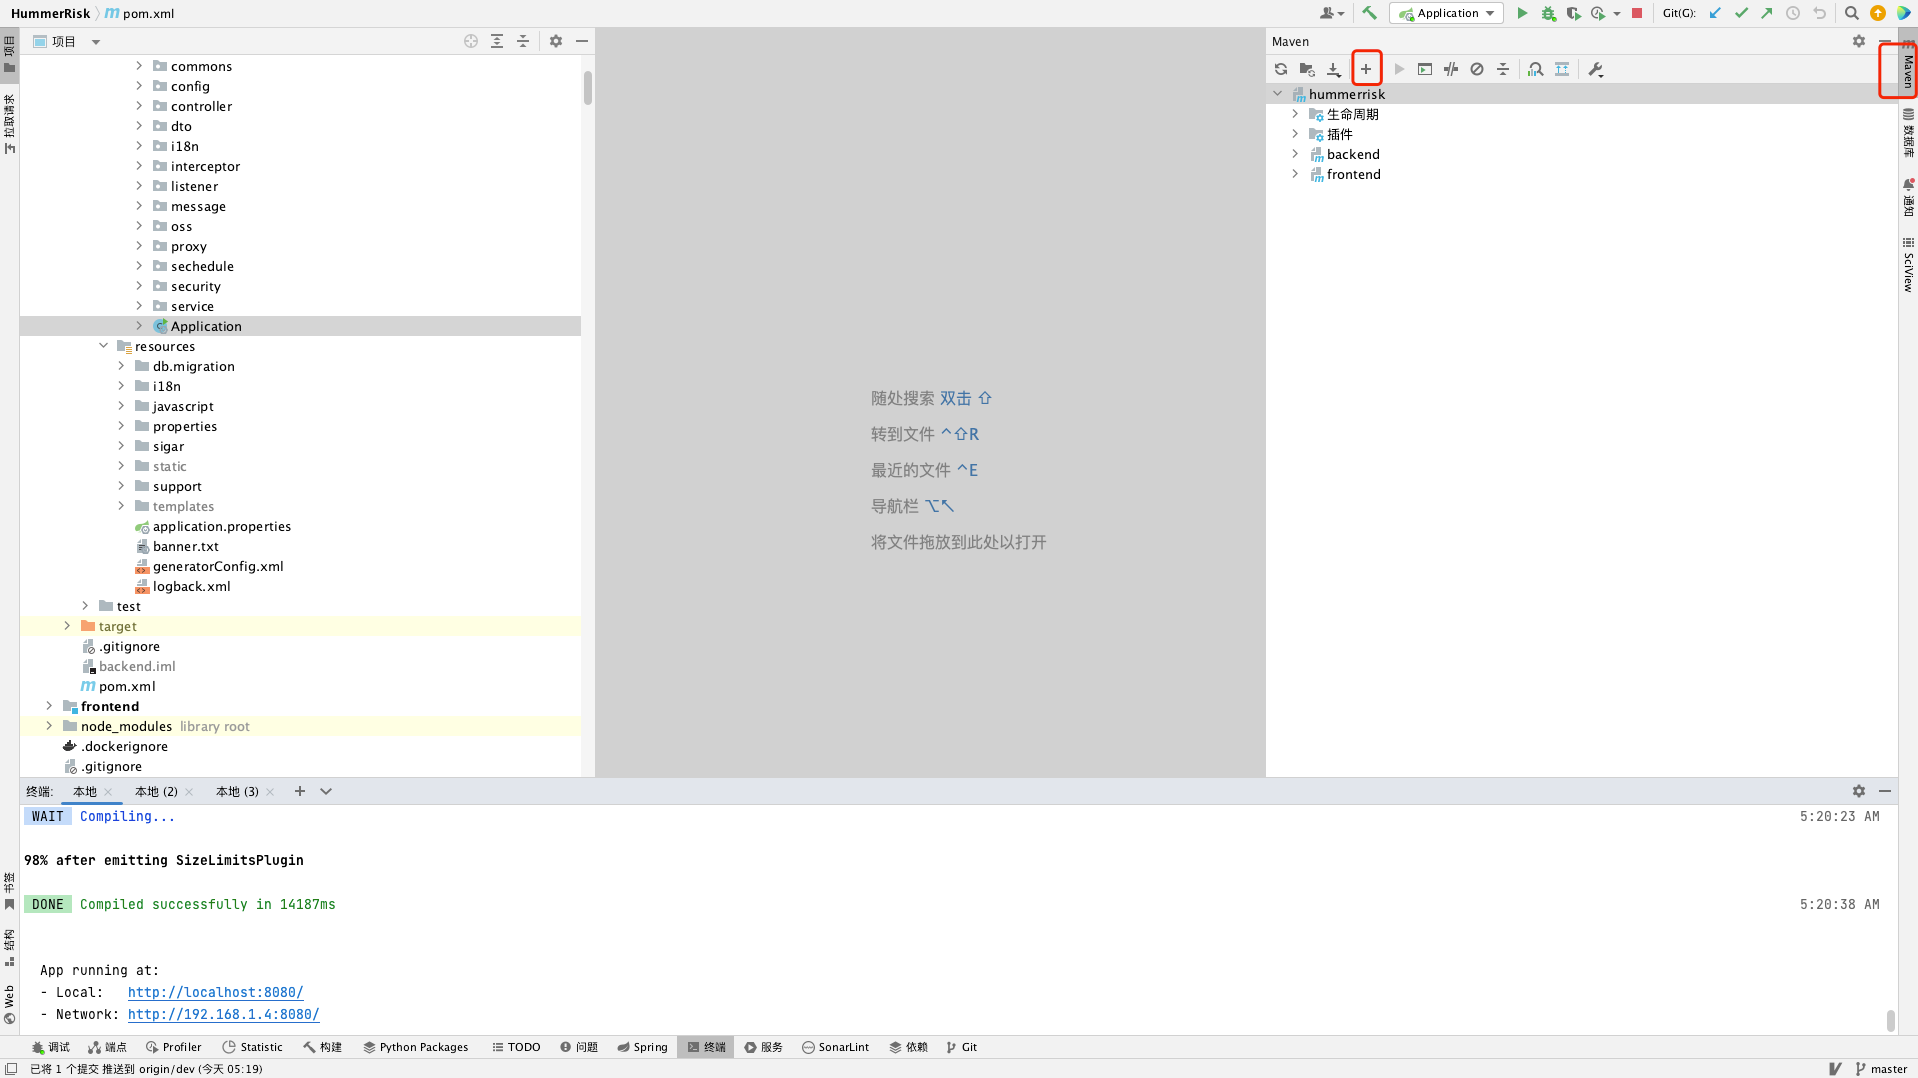 HummerRisk
pom.xml
Application
Git(G):
项目
commons
config
controller
dto
i18n
interceptor
listener
message
oss
proxy
sechedule
security
service
Application
resources
db.migration
i18n
javascript
properties
sigar
static
support
templates
application.properties
banner.txt
generatorConfig.xml
logback.xml
test
target
.gitignore
backend.iml
pom.xml
frontend
node_modules library root
.dockerignore
.gitignore
随处搜索 双击 ⇧
转到文件 ^⇧R
最近的文件 ^E
导航栏 ⌥↖
将文件拖放到此处以打开
Maven
hummerrisk
生命周期
插件
backend
frontend
项目
拉取请求
书签
结构
Web
Maven
数据库
通知
SciView
终端: 本地 本地 (2) 本地 (3)
WAIT Compiling... 5:20:23 AM
98% after emitting SizeLimitsPlugin
DONE Compiled successfully in 14187ms 5:20:38 AM
App running at:
- Local: http://localhost:8080/
- Network: http://192.168.1.4:8080/
调试 端点 Profiler Statistic 构建 Python Packages TODO 问题 Spring 终端 服务 SonarLint 依赖 Git
已将 1 个提交 推送到 origin/dev (今天 05:19) master